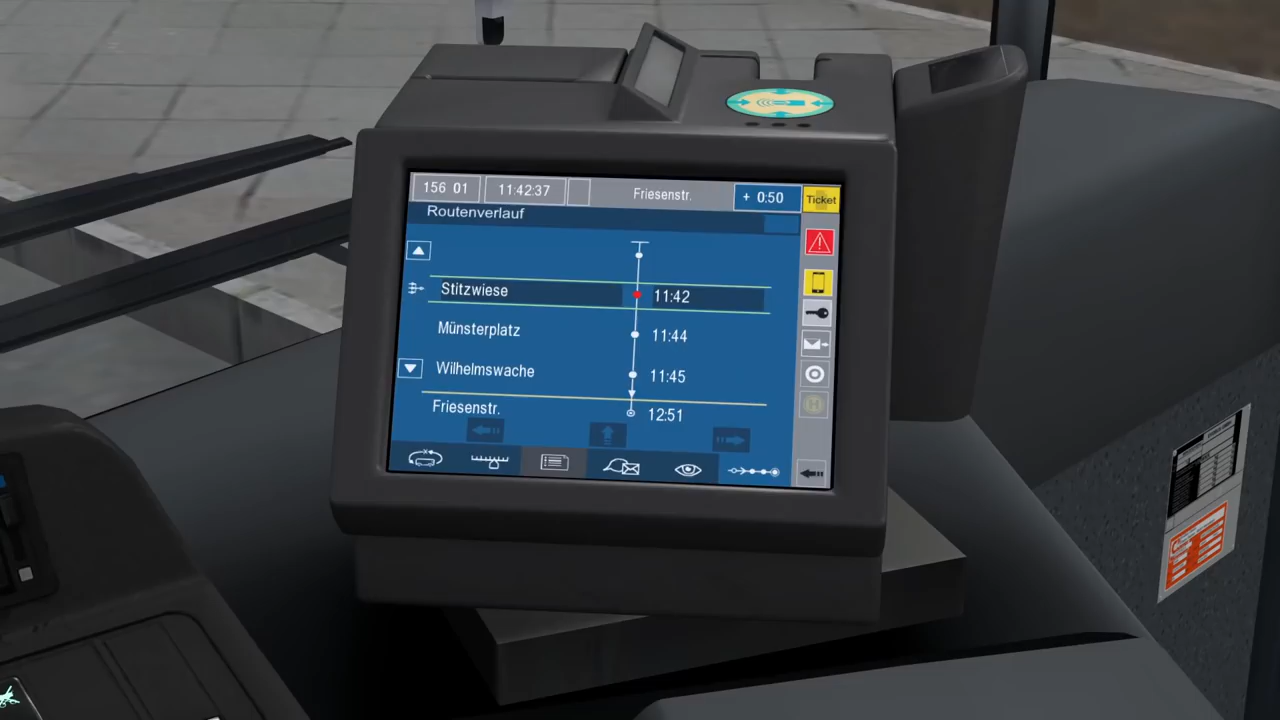 156 01
11:42:37
Friesenstr.
+ 0:50
Ticket
Routenverlauf
Stitzwiese 11:42
Münsterplatz 11:44
Wilhelmswache 11:45
Friesenstr. 12:51
H